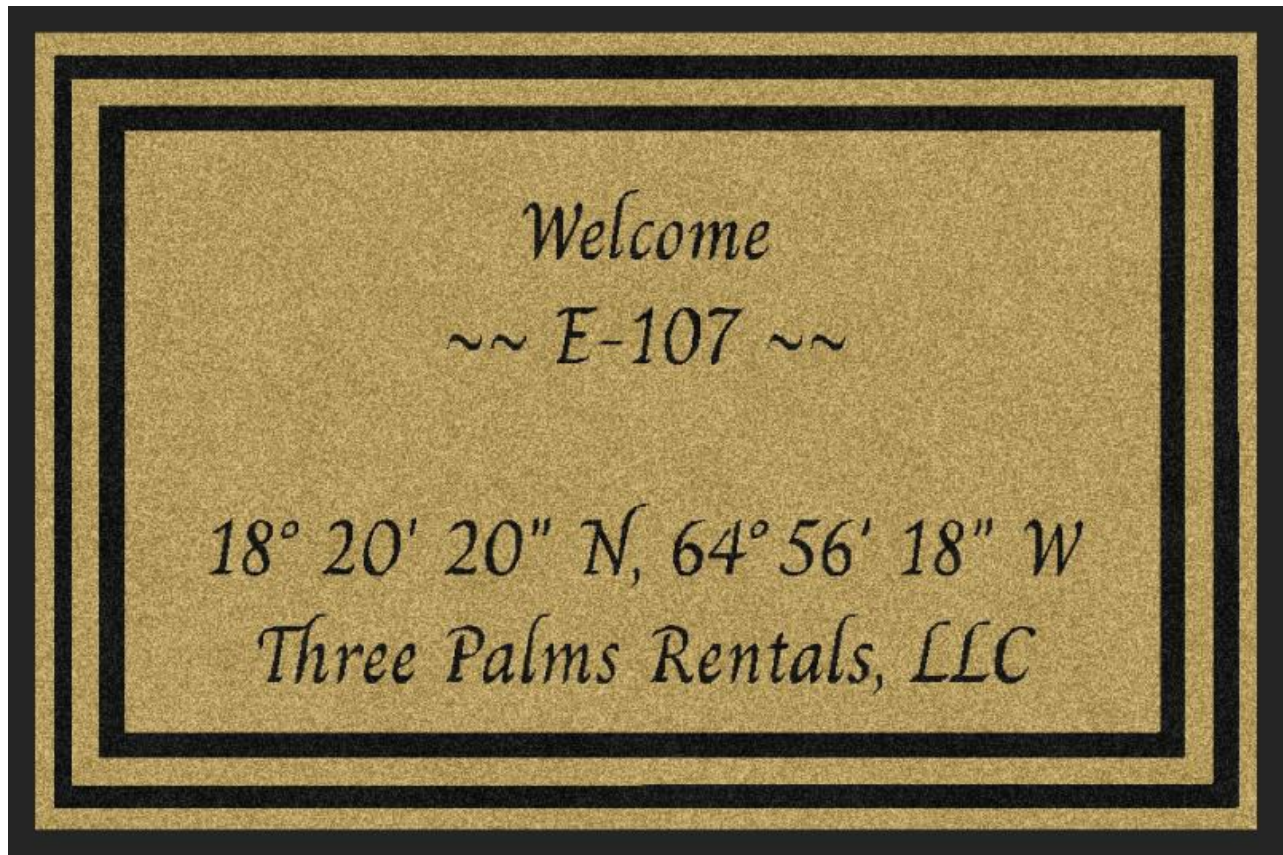 Welcome
~~ E-107 ~~
18° 20' 20" N, 64° 56' 18" W
Three Palms Rentals, LLC